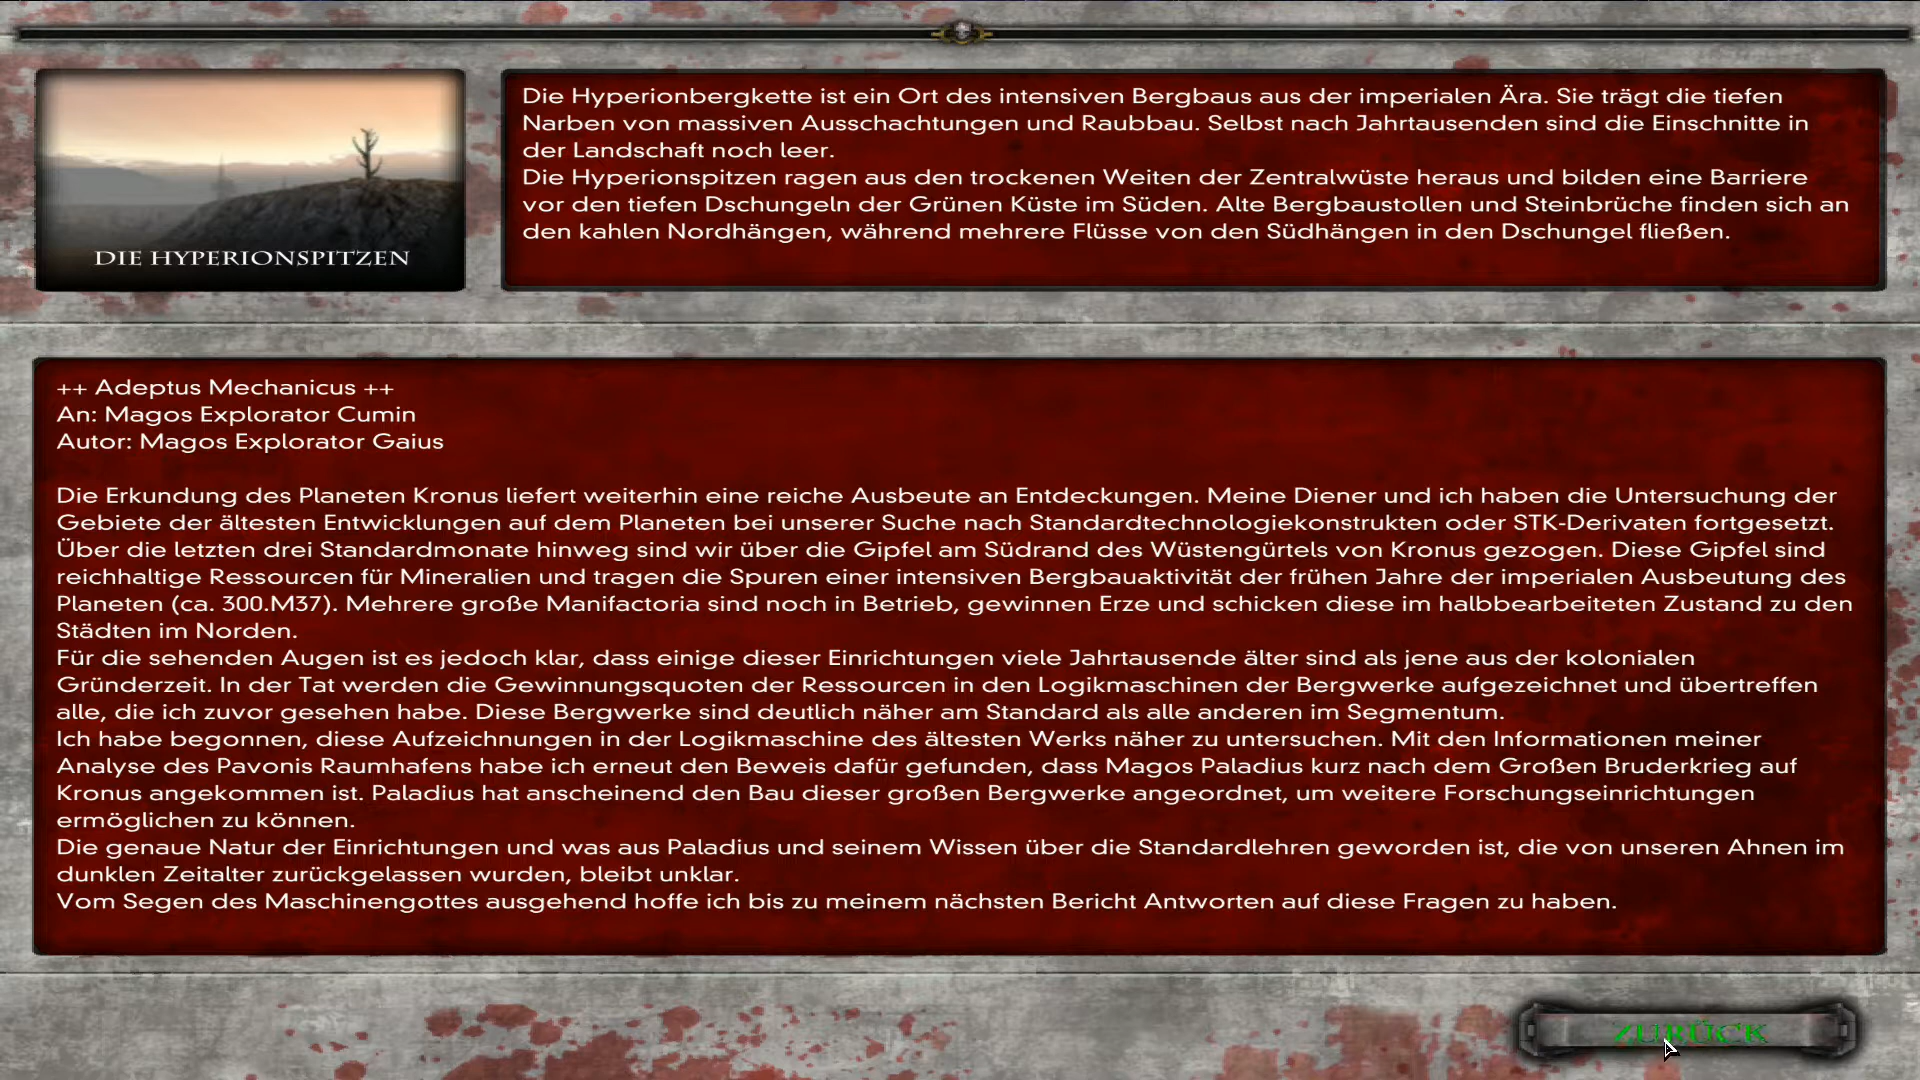 DIE HYPERIONSPITZEN
Die Hyperionbergkette ist ein Ort des intensiven Bergbaus aus der imperialen Ära. Sie trägt die tiefen
Narben von massiven Ausschachtungen und Raubbau. Selbst nach Jahrtausenden sind die Einschnitte in
der Landschaft noch leer.
Die Hyperionspitzen ragen aus den trockenen Weiten der Zentralwüste heraus und bilden eine Barriere
vor den tiefen Dschungeln der Grünen Küste im Süden. Alte Bergbaustollen und Steinbrüche finden sich an
den kahlen Nordhängen, während mehrere Flüsse von den Südhängen in den Dschungel fließen.
++ Adeptus Mechanicus ++
An: Magos Explorator Cumin
Autor: Magos Explorator Gaius
Die Erkundung des Planeten Kronus liefert weiterhin eine reiche Ausbeute an Entdeckungen. Meine Diener und ich haben die Untersuchung der
Gebiete der ältesten Entwicklungen auf dem Planeten bei unserer Suche nach Standardtechnologiekonstrukten oder STK-Derivaten fortgesetzt.
Über die letzten drei Standardmonate hinweg sind wir über die Gipfel am Südrand des Wüstengürtels von Kronus gezogen. Diese Gipfel sind
reichhaltige Ressourcen für Mineralien und tragen die Spuren einer intensiven Bergbauaktivität der frühen Jahre der imperialen Ausbeutung des
Planeten (ca. 300.M37). Mehrere große Manifactoria sind noch in Betrieb, gewinnen Erze und schicken diese im halbbearbeiteten Zustand zu den
Städten im Norden.
Für die sehenden Augen ist es jedoch klar, dass einige dieser Einrichtungen viele Jahrtausende älter sind als jene aus der kolonialen
Gründerzeit. In der Tat werden die Gewinnungsquoten der Ressourcen in den Logikmaschinen der Bergwerke aufgezeichnet und übertreffen
alle, die ich zuvor gesehen habe. Diese Bergwerke sind deutlich näher am Standard als alle anderen im Segmentum.
Ich habe begonnen, diese Aufzeichnungen in der Logikmaschine des ältesten Werks näher zu untersuchen. Mit den Informationen meiner
Analyse des Pavonis Raumhafens habe ich erneut den Beweis dafür gefunden, dass Magos Paladius kurz nach dem Großen Bruderkrieg auf
Kronus angekommen ist. Paladius hat anscheinend den Bau dieser großen Bergwerke angeordnet, um weitere Forschungseinrichtungen
ermöglichen zu können.
Die genaue Natur der Einrichtungen und was aus Paladius und seinem Wissen über die Standardlehren geworden ist, die von unseren Ahnen im
dunklen Zeitalter zurückgelassen wurden, bleibt unklar.
Vom Segen des Maschinengottes ausgehend hoffe ich bis zu meinem nächsten Bericht Antworten auf diese Fragen zu haben.
ZURÜCK